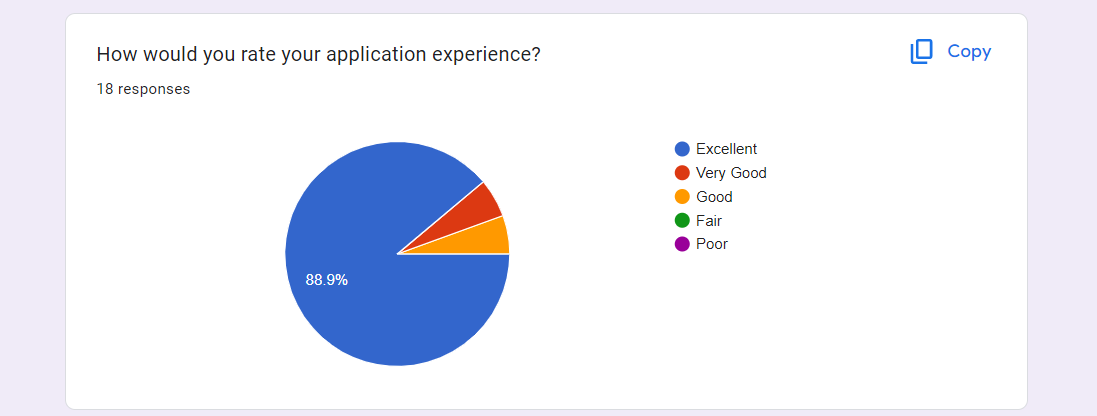 How would you rate your application experience?
Copy
18 responses
Excellent
Very Good
Good
Fair
Poor
88.9%